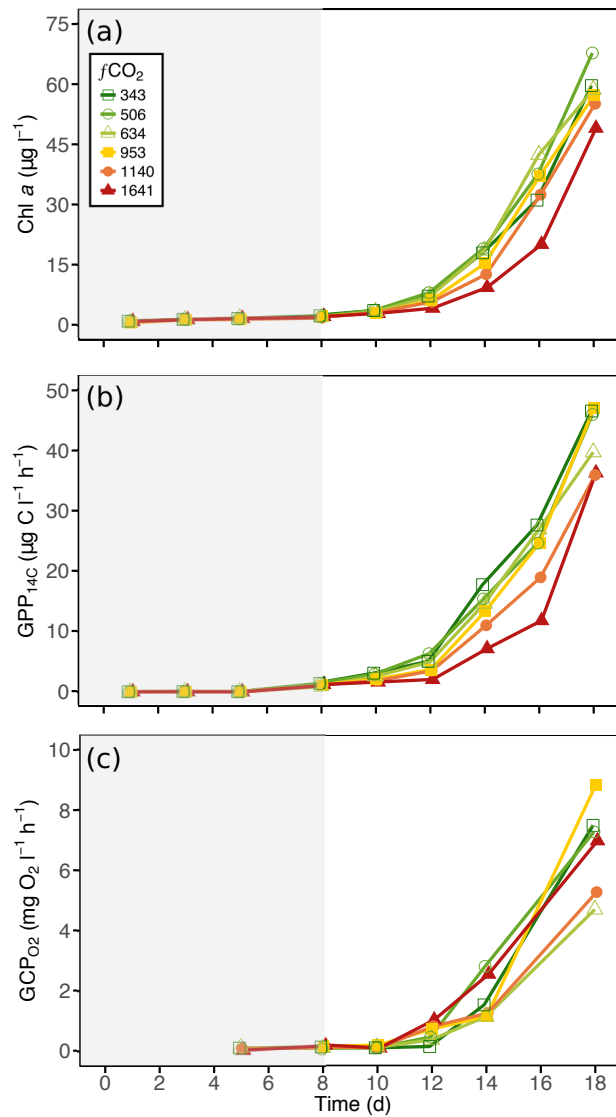 (a)
Chl a (µg l⁻¹)
75
60
45
30
15
0
fCO₂
343
506
634
953
1140
1641
(b)
GPP₁₄C (µg C l⁻¹ h⁻¹)
50
40
30
20
10
0
(c)
GCP_O2 (mg O₂ l⁻¹ h⁻¹)
10
8
6
4
2
0
0 2 4 6 8 10 12 14 16 18
Time (d)